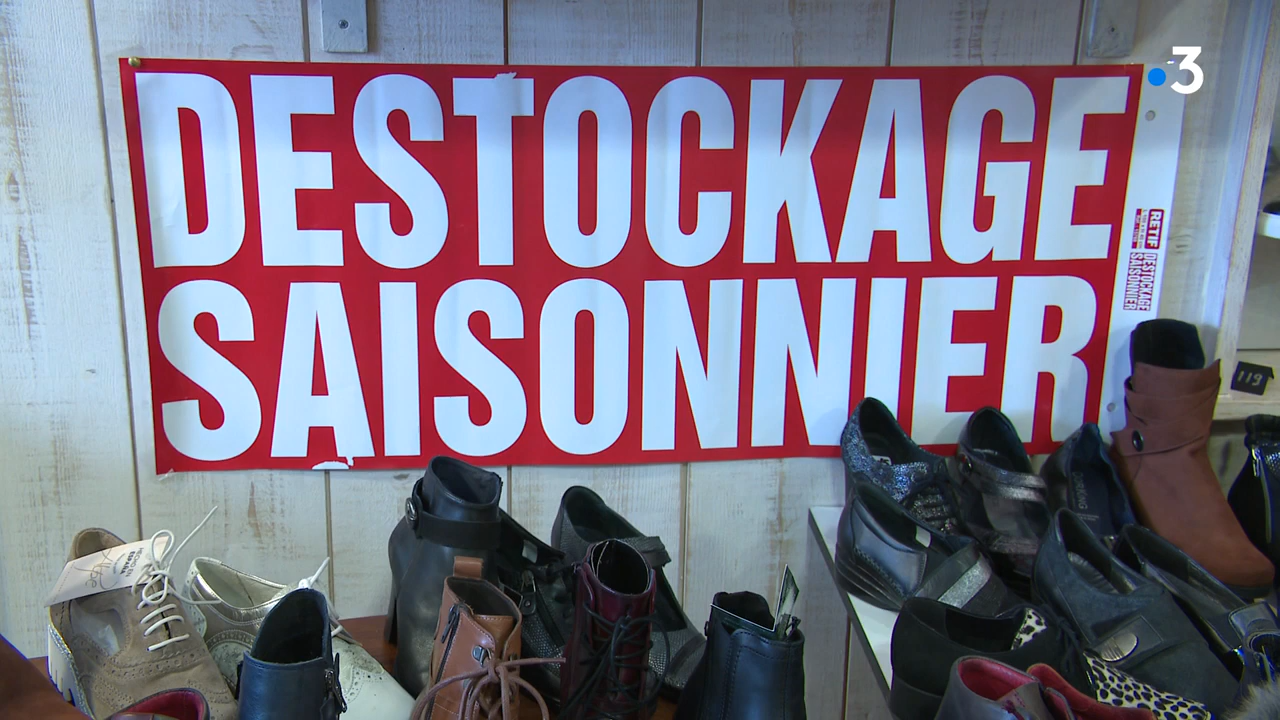 DESTOCKAGE
SAISONNIER
3
RETIF
DESTOCKAGE
SAISONNIER
119